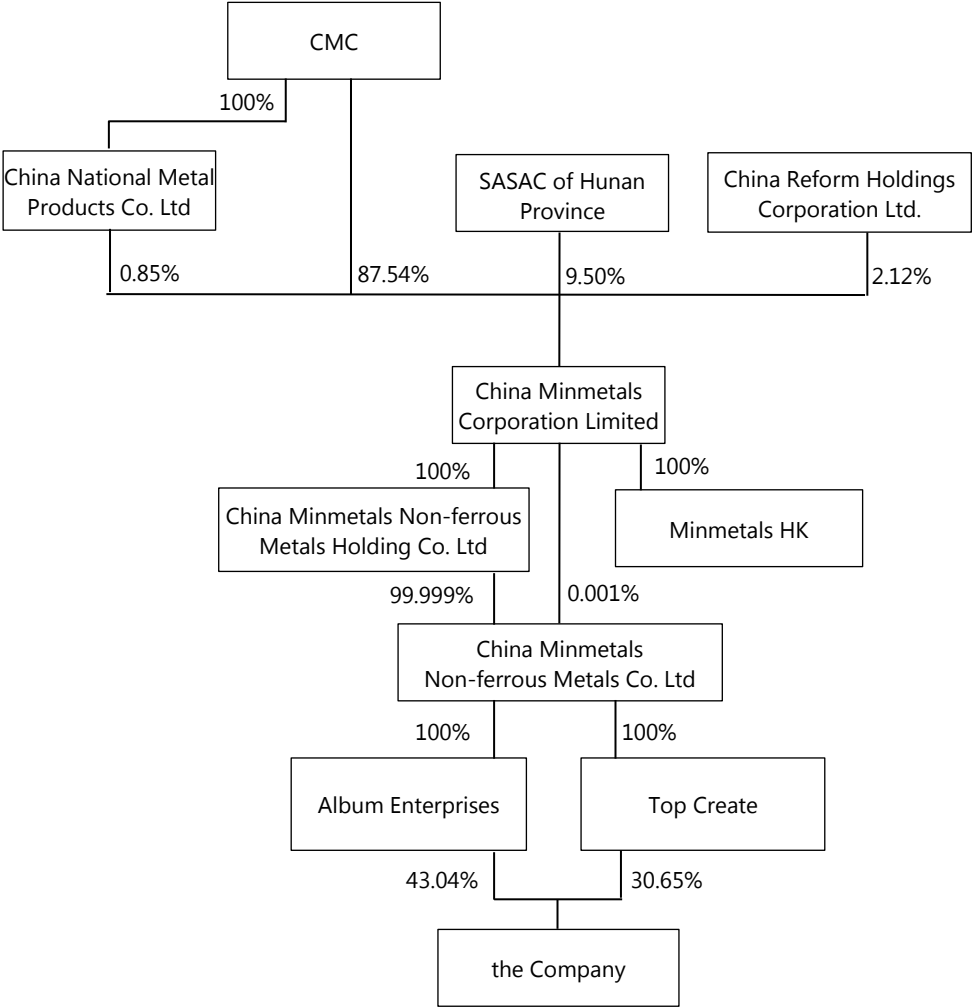 CMC
100%
China National Metal
Products Co. Ltd
SASAC of Hunan
Province
China Reform Holdings
Corporation Ltd.
0.85%
87.54%
9.50%
2.12%
China Minmetals
Corporation Limited
100%
100%
China Minmetals Non-ferrous
Metals Holding Co. Ltd
Minmetals HK
99.999%
0.001%
China Minmetals
Non-ferrous Metals Co. Ltd
100%
100%
Album Enterprises
Top Create
43.04%
30.65%
the Company